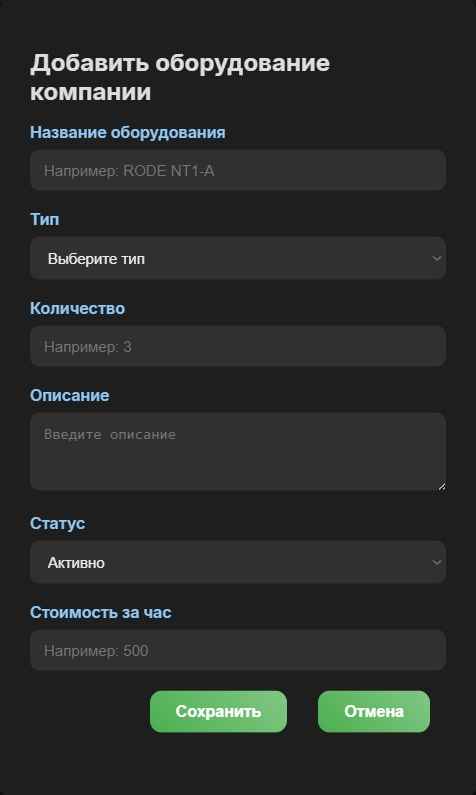 Добавить оборудование
компании
Название оборудования
Например: RODE NT1-A
Тип
Выберите тип
Количество
Например: 3
Описание
Введите описание
Статус
Активно
Стоимость за час
Например: 500
Сохранить Отмена